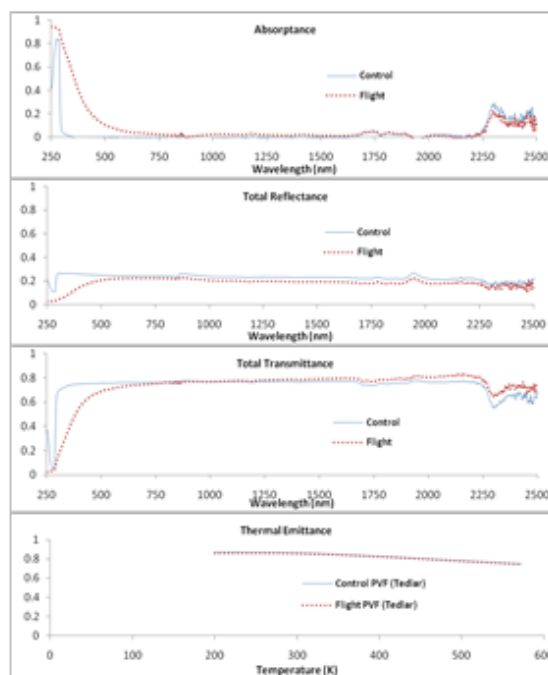 Absorptance
1
0.8
0.6
0.4
0.2
0
Control
Flight
250 500 750 1000 1250 1500 1750 2000 2250 2500
Wavelength (nm)
Total Reflectance
1
0.8
0.6
0.4
0.2
0
Control
Flight
250 500 750 1000 1250 1500 1750 2000 2250 2500
Wavelength (nm)
Total Transmittance
1
0.8
0.6
0.4
0.2
0
Control
Flight
250 500 750 1000 1250 1500 1750 2000 2250 2500
Wavelength (nm)
Thermal Emittance
1
0.8
0.6
0.4
0.2
0
Control PVF (Tedlar)
Flight PVF (Tedlar)
0 100 200 300 400 500 600
Temperature (K)